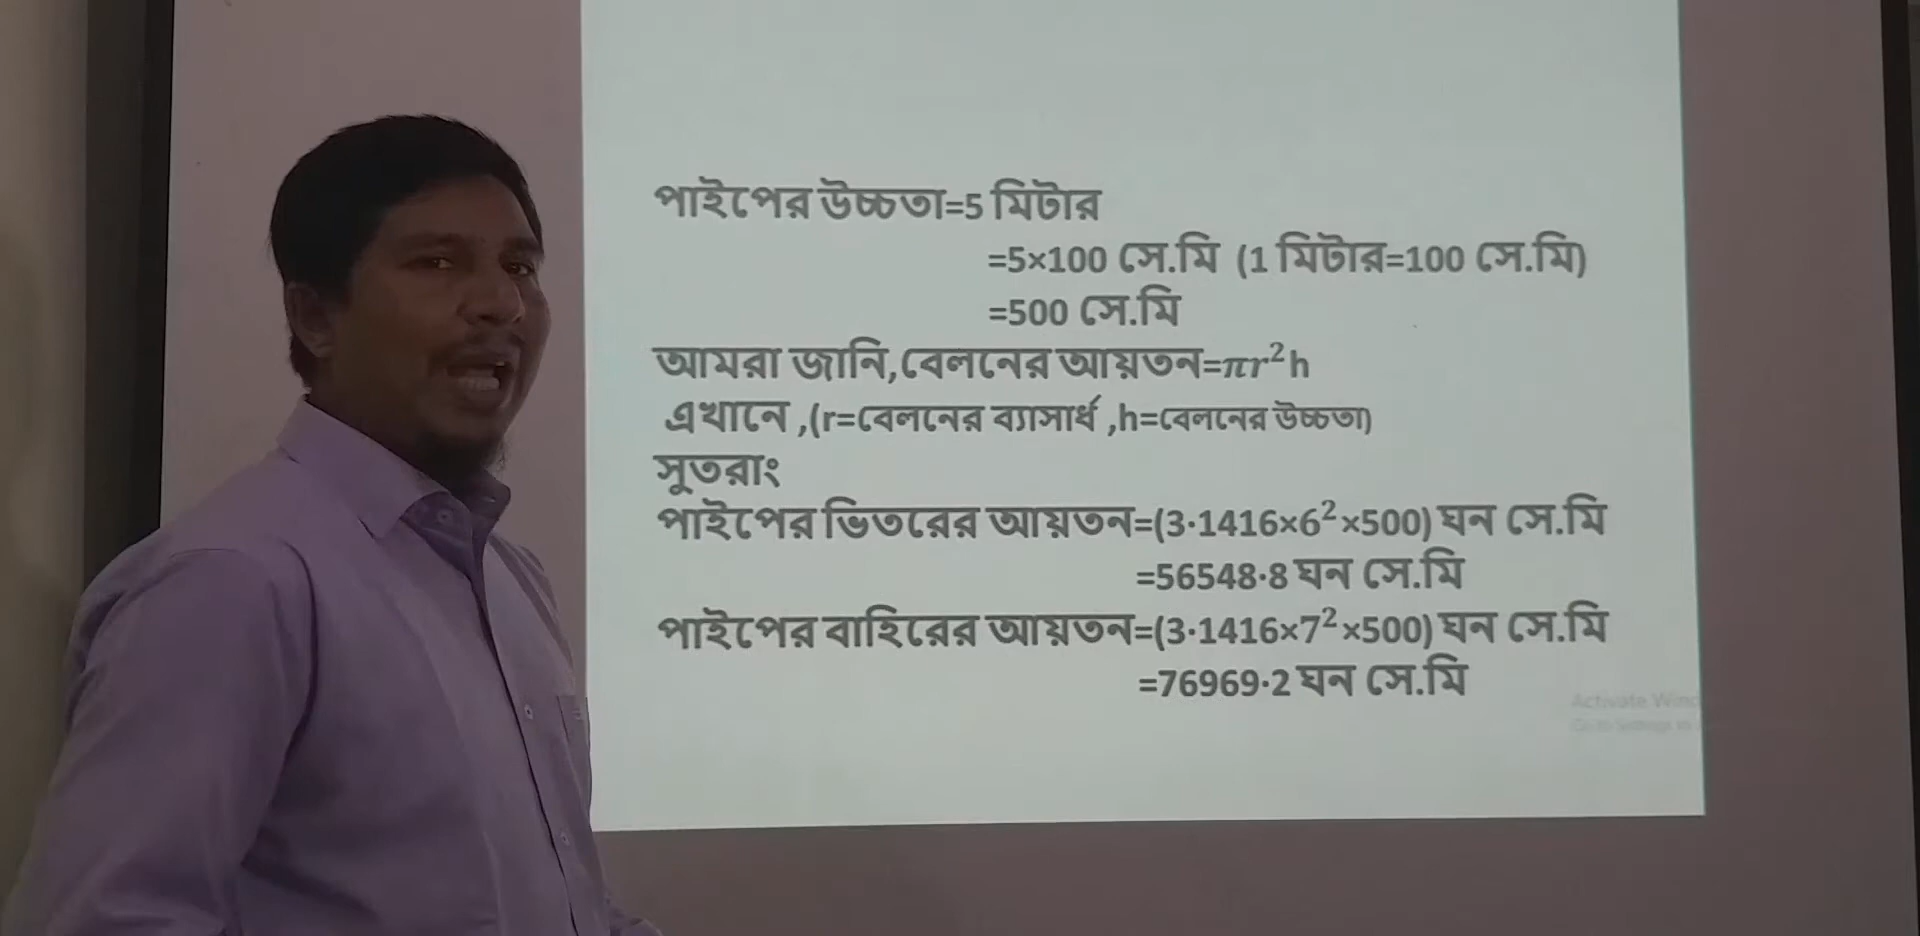 পাইপের উচ্চতা=5 মিটার
=5×100 সে.মি (1 মিটার=100 সে.মি)
=500 সে.মি
আমরা জানি,বেলনের আয়তন=πr²h
এখানে ,(r=বেলনের ব্যাসার্ধ ,h=বেলনের উচ্চতা)
সুতরাং
পাইপের ভিতরের আয়তন=(3·1416×6²×500) ঘন সে.মি
=56548·8 ঘন সে.মি
পাইপের বাহিরের আয়তন=(3·1416×7²×500) ঘন সে.মি
=76969·2 ঘন সে.মি
Activate Wind